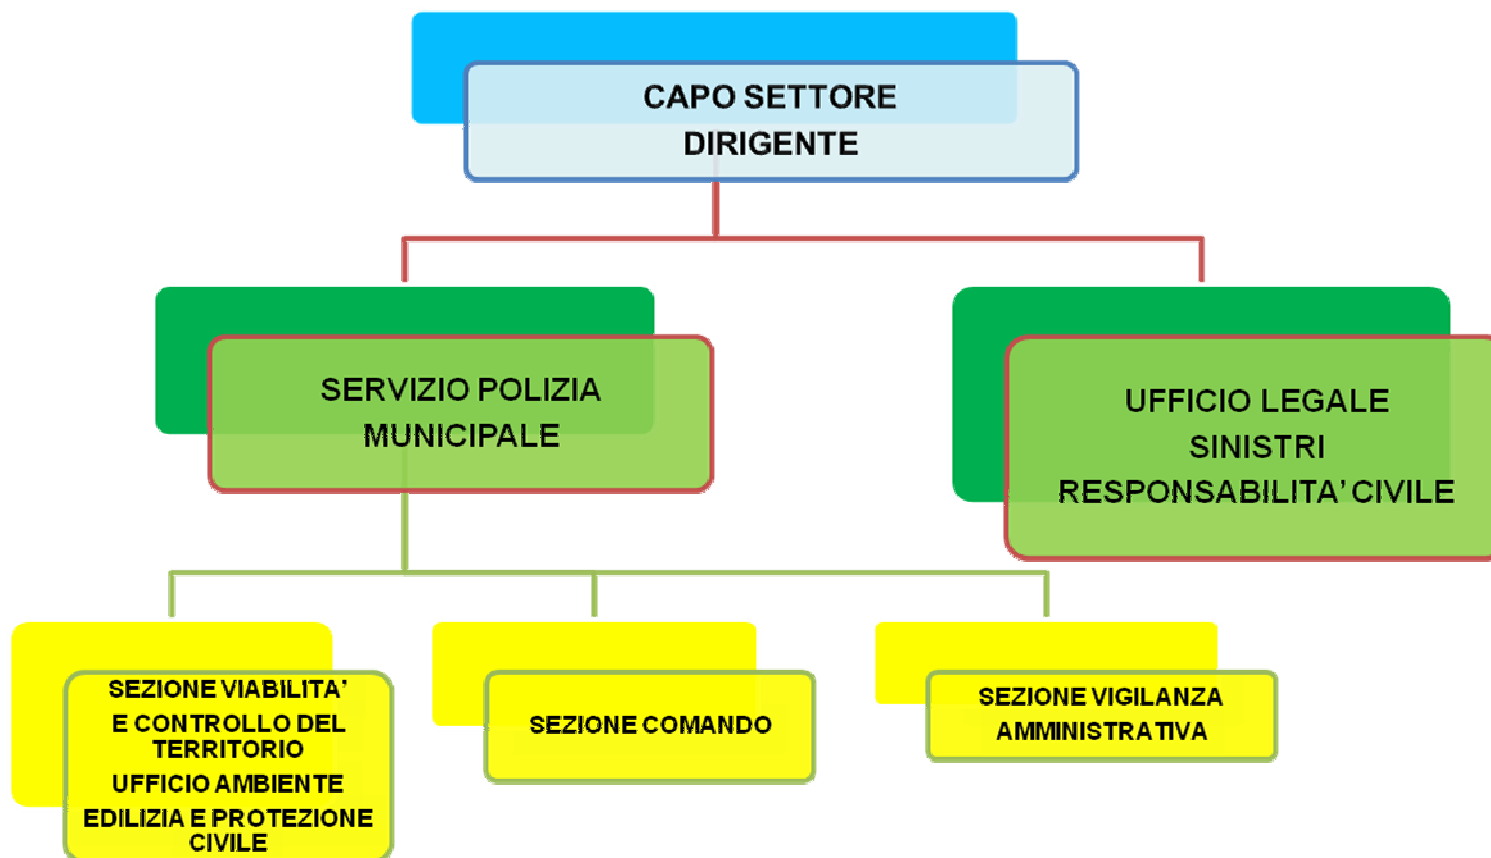 CAPO SETTORE
DIRIGENTE
SERVIZIO POLIZIA
MUNICIPALE
UFFICIO LEGALE
SINISTRI
RESPONSABILITA' CIVILE
SEZIONE VIABILITA'
E CONTROLLO DEL
TERRITORIO
UFFICIO AMBIENTE
EDILIZIA E PROTEZIONE
CIVILE
SEZIONE COMANDO
SEZIONE VIGILANZA
AMMINISTRATIVA